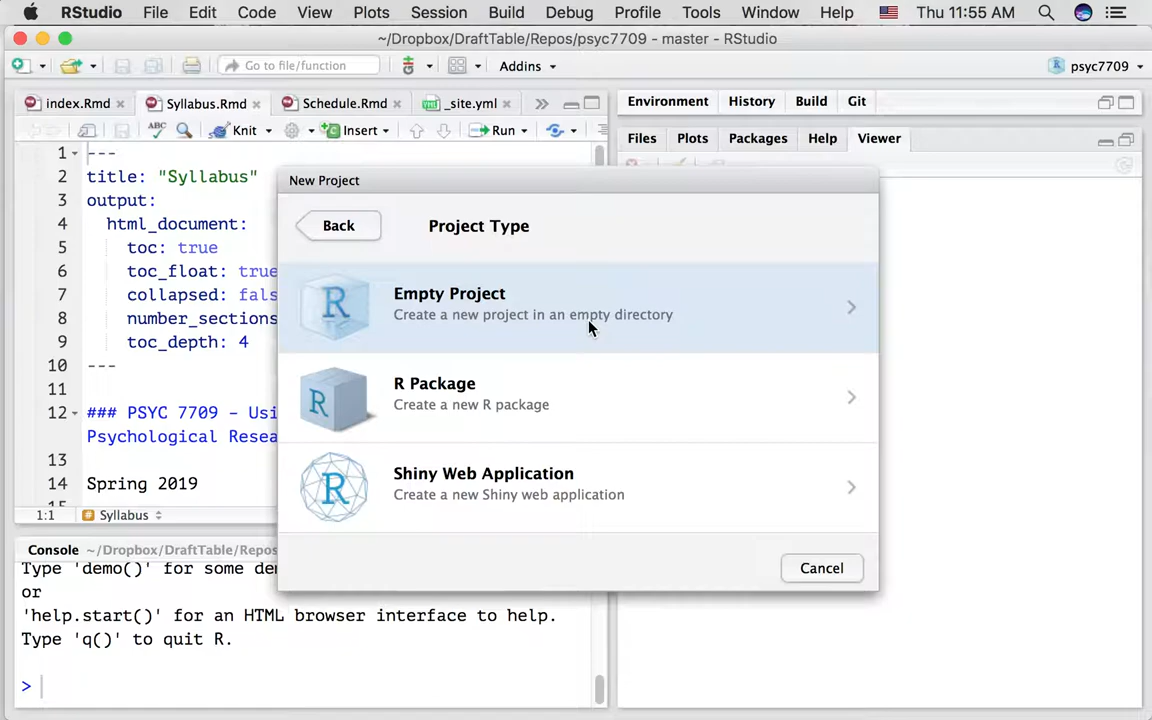 RStudio File Edit Code View Plots Session Build Debug Profile Tools Window Help Thu 11:55 AM
~/Dropbox/DraftTable/Repos/psyc7709 - master - RStudio
Go to file/function Addins psyc7709
index.Rmd Syllabus.Rmd Schedule.Rmd _site.yml
Knit Insert Run
1 ---
2 title: "Syllabus"
3 output:
4 html_document:
5 toc: true
6 toc_float: true
7 collapsed: fals
8 number_sections
9 toc_depth: 4
10 ---
11
12 ### PSYC 7709 - Usi
Psychological Resea
13
14 Spring 2019
15
1:1 Syllabus
Console ~/Dropbox/DraftTable/Repos
Type 'demo()' for some de
or
'help.start()' for an HTML browser interface to help.
Type 'q()' to quit R.
>
Environment History Build Git
Files Plots Packages Help Viewer
New Project
Back Project Type
Empty Project
Create a new project in an empty directory
R Package
Create a new R package
Shiny Web Application
Create a new Shiny web application
Cancel